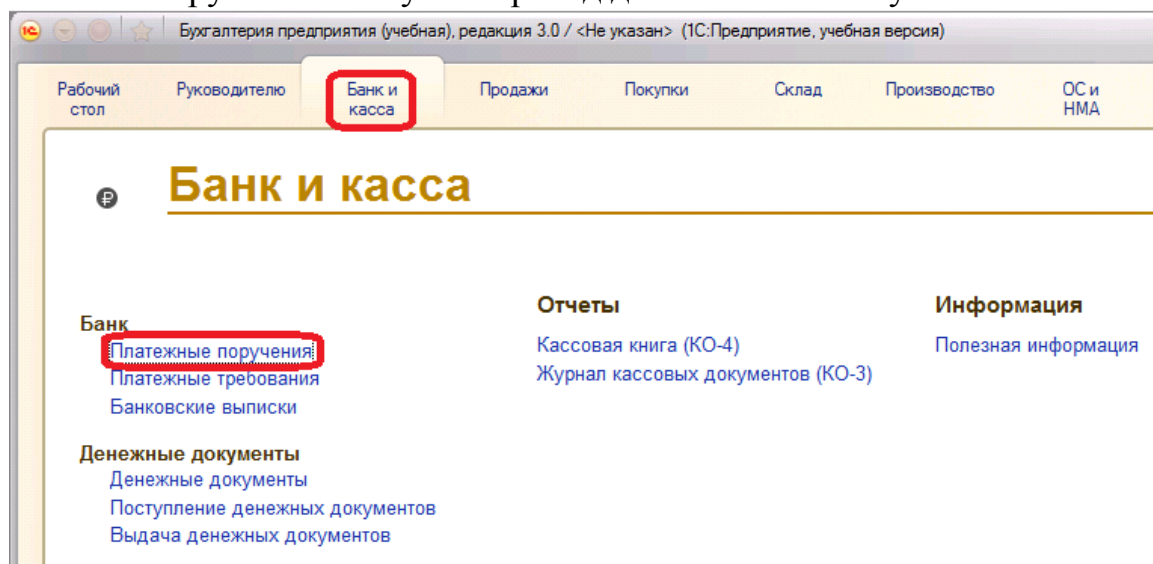 Бухгалтерия предприятия (учебная), редакция 3.0 / <Не указан> (1С:Предприятие, учебная версия)
Рабочий стол
Руководителю
Банк и касса
Продажи
Покупки
Склад
Производство
ОС и НМА
Банк и касса
Банк
Платежные поручения
Платежные требования
Банковские выписки
Денежные документы
Денежные документы
Поступление денежных документов
Выдача денежных документов
Отчеты
Кассовая книга (КО-4)
Журнал кассовых документов (КО-3)
Информация
Полезная информация